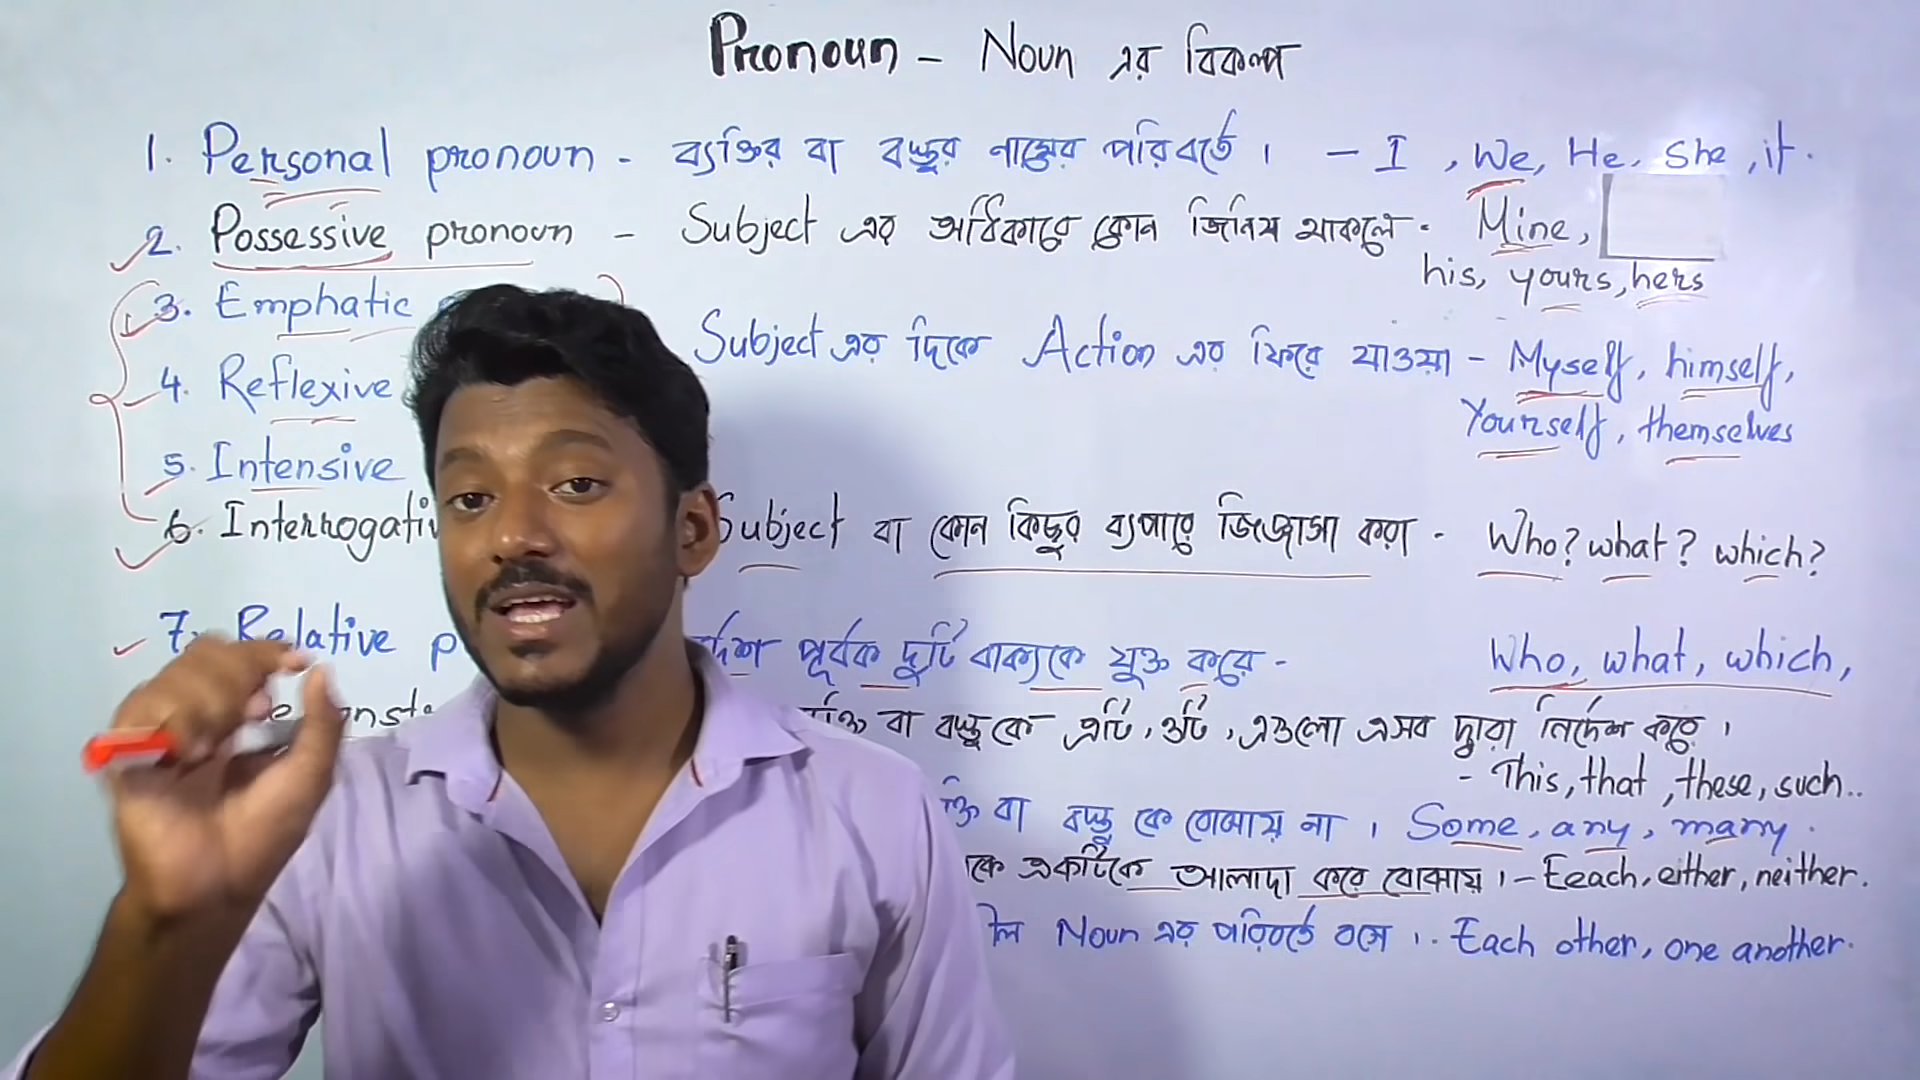 Pronoun - Noun এর বিকল্প
1. Personal pronoun - ব্যক্তির বা বস্তুর নামের পরিবর্তে। - I, We, He, She, it.
2. Possessive pronoun - Subject এর অধিকারে কোন জিনিষ থাকলে - Mine,
his, yours, hers
3. Emphatic
Subject এর দিকে Action এর ফিরে যাওয়া - Myself, himself,
4. Reflexive
Yourself, themselves
5. Intensive
6. Interrogativ Subject বা কোন কিছুর ব্যপারে জিজ্ঞাসা করা - Who? what? which?
7. Relative p র্দেশ পূর্বক দুটি বাক্যকে যুক্ত করে - Who, what, which,
ক্তি বা বস্তুকে এটি, ওটি, এগুলো এসব দ্বারা নির্দেশ করে।
- This, that, these, such..
ক্তি বা বস্তু কে বোঝায় না। Some, any, many.
কে একটিকে আলাদা করে বোঝায়। - Eeach, either, neither.
Noun এর পরিবর্তে বসে।. Each other, one another.